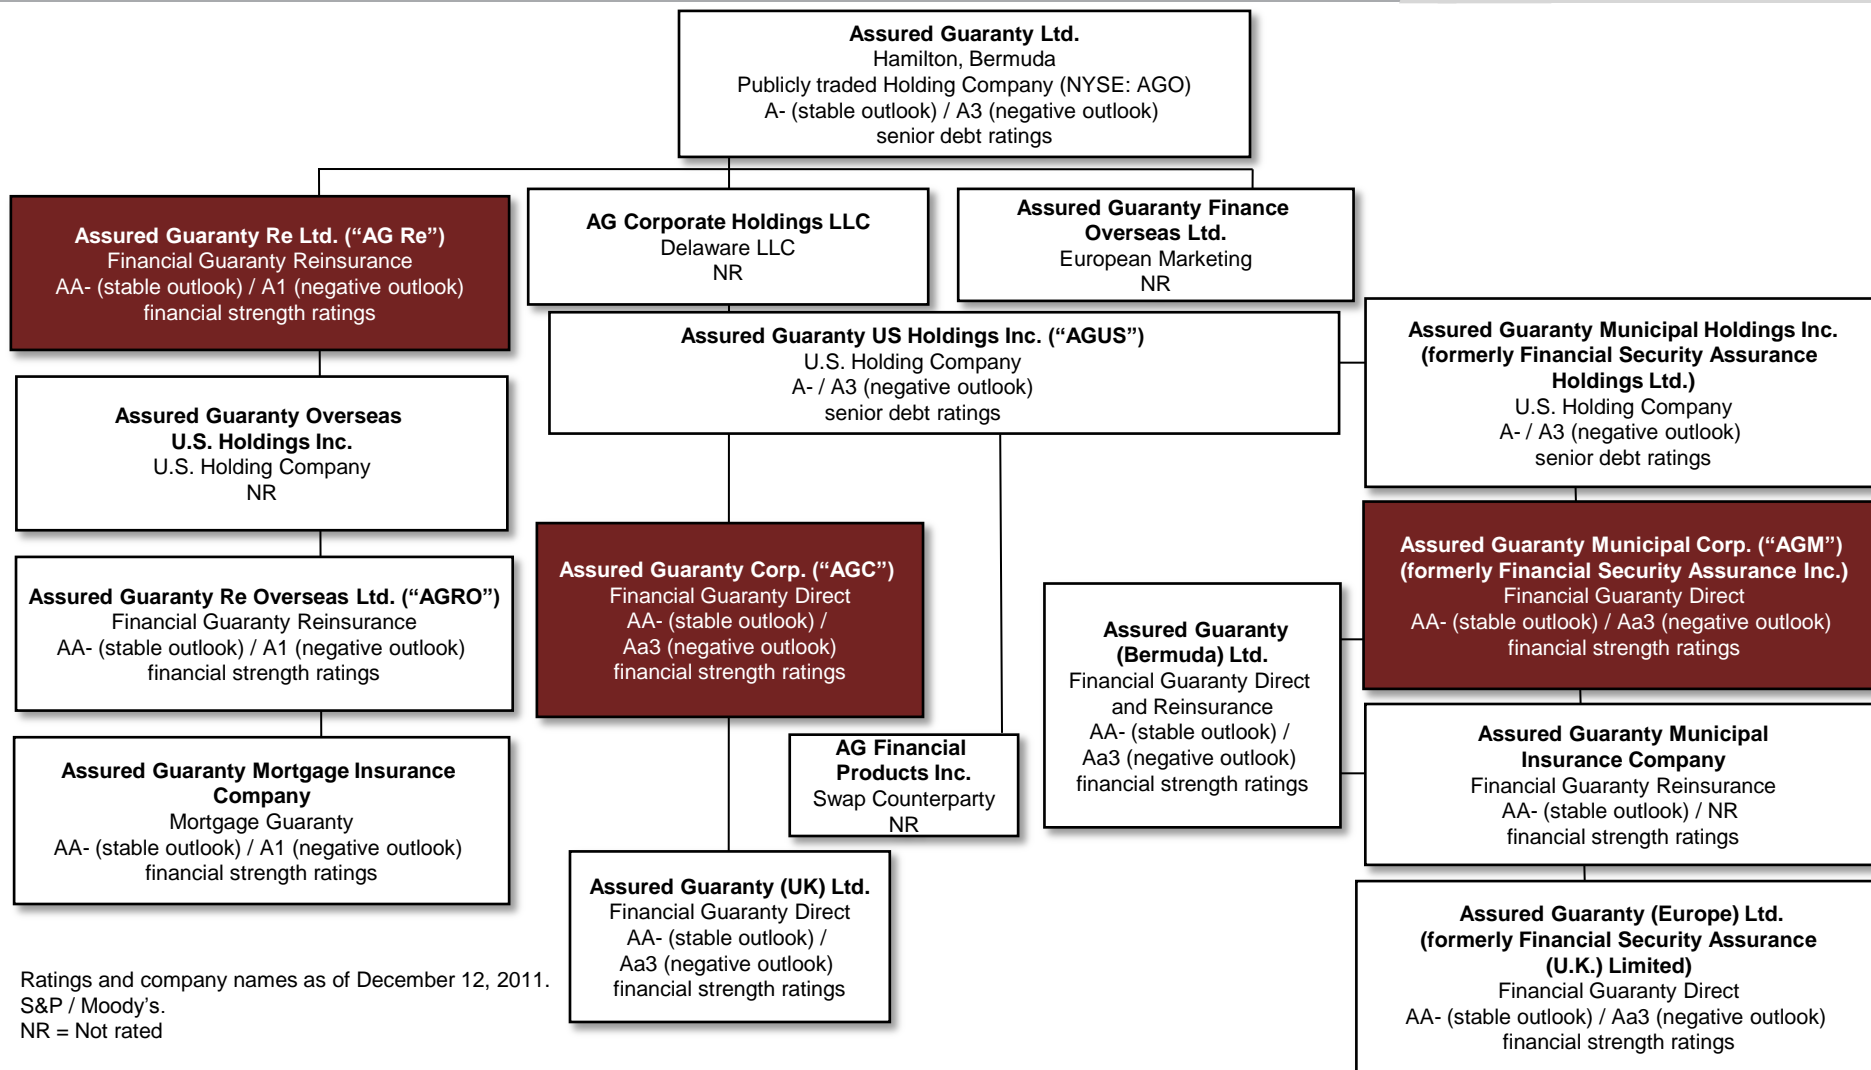 Assured Guaranty Ltd.
Hamilton, Bermuda
Publicly traded Holding Company (NYSE: AGO)
A- (stable outlook) / A3 (negative outlook)
senior debt ratings
Assured Guaranty Re Ltd. (“AG Re”)
Financial Guaranty Reinsurance
AA- (stable outlook) / A1 (negative outlook)
financial strength ratings
AG Corporate Holdings LLC
Delaware LLC
NR
Assured Guaranty Finance
Overseas Ltd.
European Marketing
NR
Assured Guaranty US Holdings Inc. (“AGUS”)
U.S. Holding Company
A- / A3 (negative outlook)
senior debt ratings
Assured Guaranty Municipal Holdings Inc.
(formerly Financial Security Assurance
Holdings Ltd.)
U.S. Holding Company
A- / A3 (negative outlook)
senior debt ratings
Assured Guaranty Overseas
U.S. Holdings Inc.
U.S. Holding Company
NR
Assured Guaranty Corp. (“AGC”)
Financial Guaranty Direct
AA- (stable outlook) /
Aa3 (negative outlook)
financial strength ratings
Assured Guaranty Municipal Corp. (“AGM”)
(formerly Financial Security Assurance Inc.)
Financial Guaranty Direct
AA- (stable outlook) / Aa3 (negative outlook)
financial strength ratings
Assured Guaranty Re Overseas Ltd. (“AGRO”)
Financial Guaranty Reinsurance
AA- (stable outlook) / A1 (negative outlook)
financial strength ratings
Assured Guaranty
(Bermuda) Ltd.
Financial Guaranty Direct
and Reinsurance
AA- (stable outlook) /
Aa3 (negative outlook)
financial strength ratings
Assured Guaranty Municipal
Insurance Company
Financial Guaranty Reinsurance
AA- (stable outlook) / NR
financial strength ratings
AG Financial
Products Inc.
Swap Counterparty
NR
Assured Guaranty Mortgage Insurance
Company
Mortgage Guaranty
AA- (stable outlook) / A1 (negative outlook)
financial strength ratings
Assured Guaranty (UK) Ltd.
Financial Guaranty Direct
AA- (stable outlook) /
Aa3 (negative outlook)
financial strength ratings
Assured Guaranty (Europe) Ltd.
(formerly Financial Security Assurance
(U.K.) Limited)
Financial Guaranty Direct
AA- (stable outlook) / Aa3 (negative outlook)
financial strength ratings
Ratings and company names as of December 12, 2011.
S&P / Moody’s.
NR = Not rated